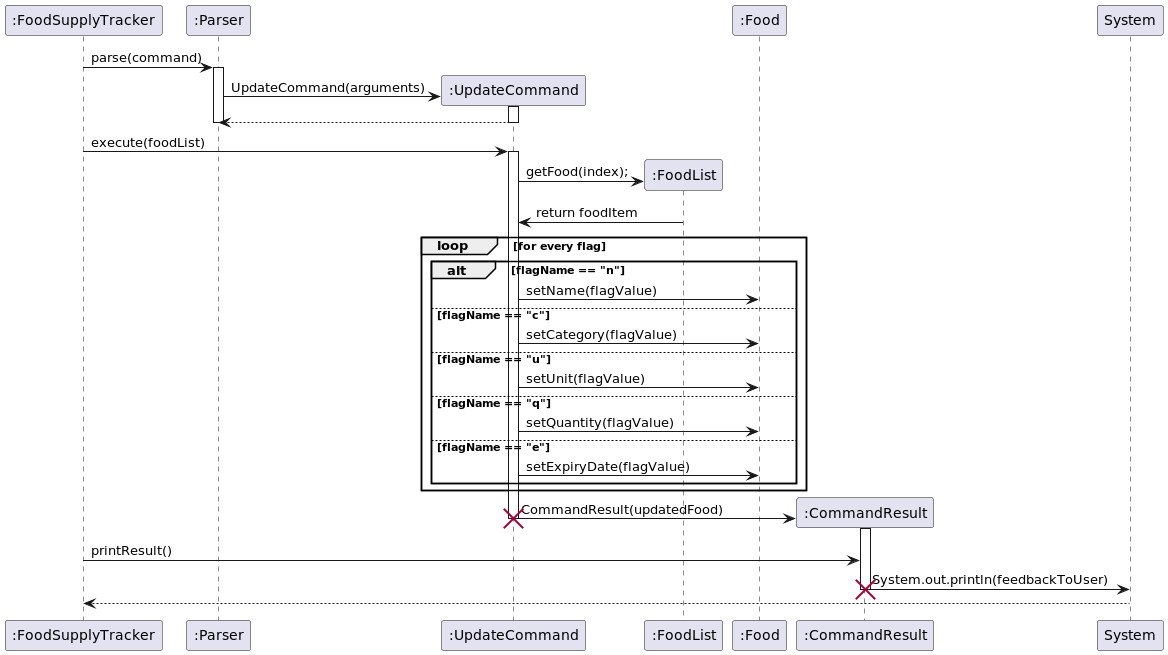 :FoodSupplyTracker :Parser :Food System
parse(command)
UpdateCommand(arguments) :UpdateCommand
execute(foodList)
getFood(index); :FoodList
return foodItem
loop [for every flag]
alt [flagName == "n"]
setName(flagValue)
[flagName == "c"]
setCategory(flagValue)
[flagName == "u"]
setUnit(flagValue)
[flagName == "q"]
setQuantity(flagValue)
[flagName == "e"]
setExpiryDate(flagValue)
CommandResult(updatedFood) :CommandResult
printResult()
System.out.println(feedbackToUser)
:FoodSupplyTracker :Parser :UpdateCommand :FoodList :Food :CommandResult System